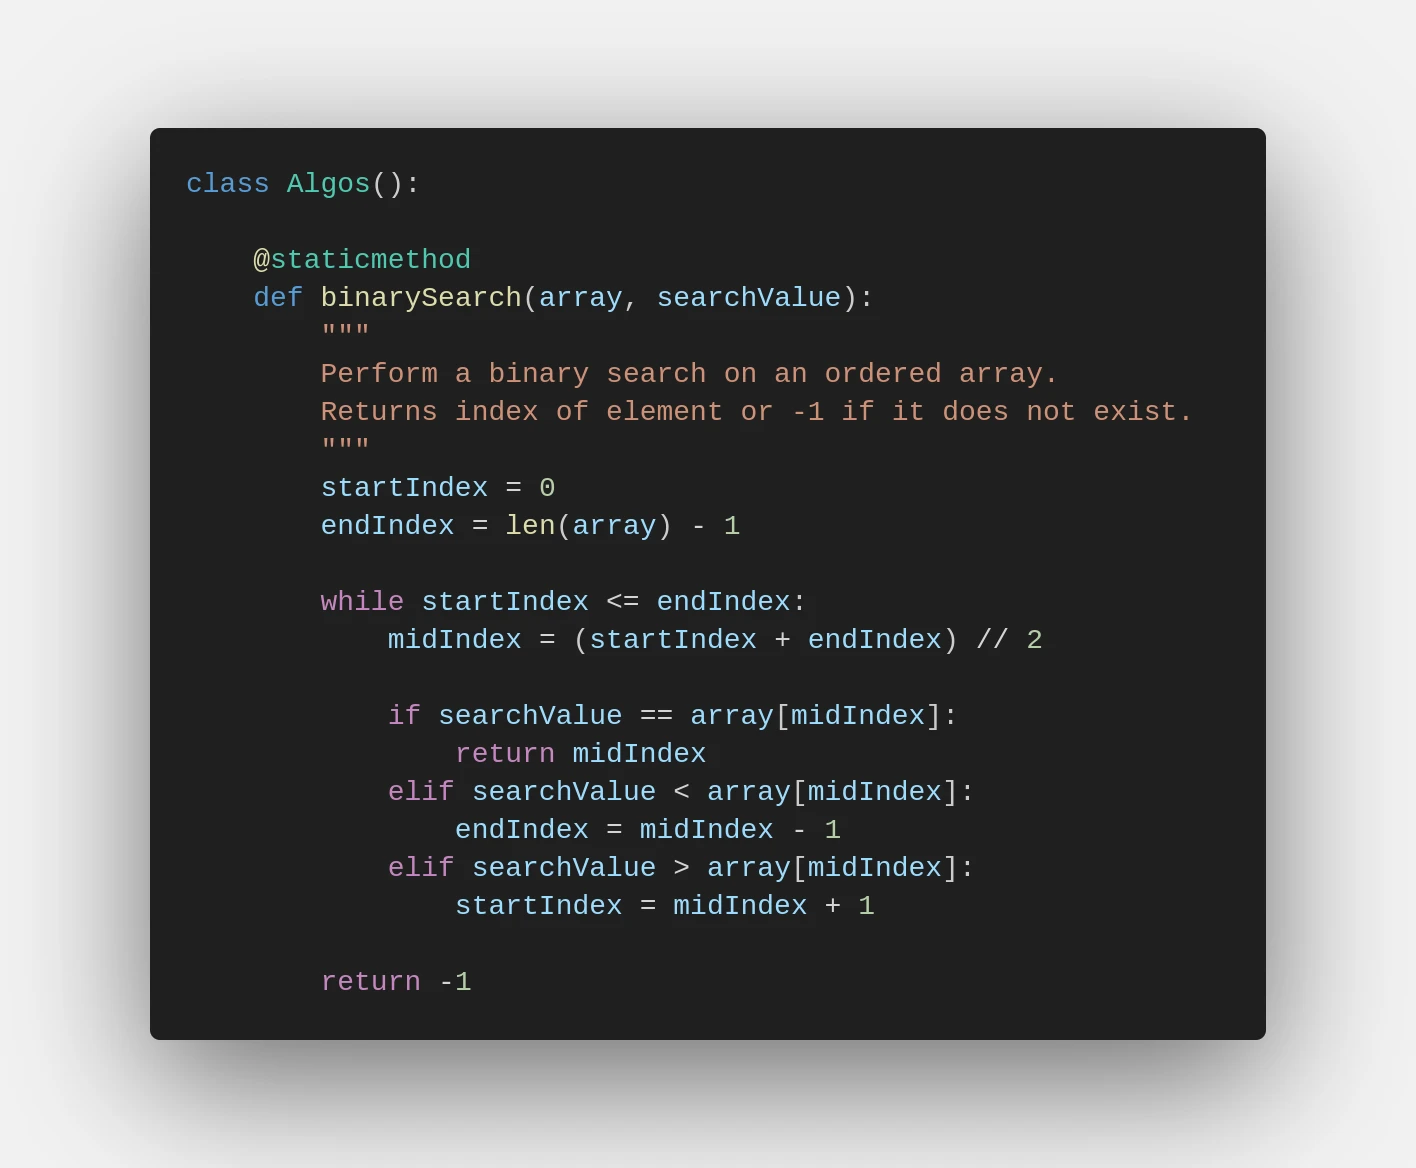 class Algos():

    @staticmethod
    def binarySearch(array, searchValue):
        """
        Perform a binary search on an ordered array.
        Returns index of element or -1 if it does not exist.
        """
        startIndex = 0
        endIndex = len(array) - 1

        while startIndex <= endIndex:
            midIndex = (startIndex + endIndex) // 2

            if searchValue == array[midIndex]:
                return midIndex
            elif searchValue < array[midIndex]:
                endIndex = midIndex - 1
            elif searchValue > array[midIndex]:
                startIndex = midIndex + 1

        return -1